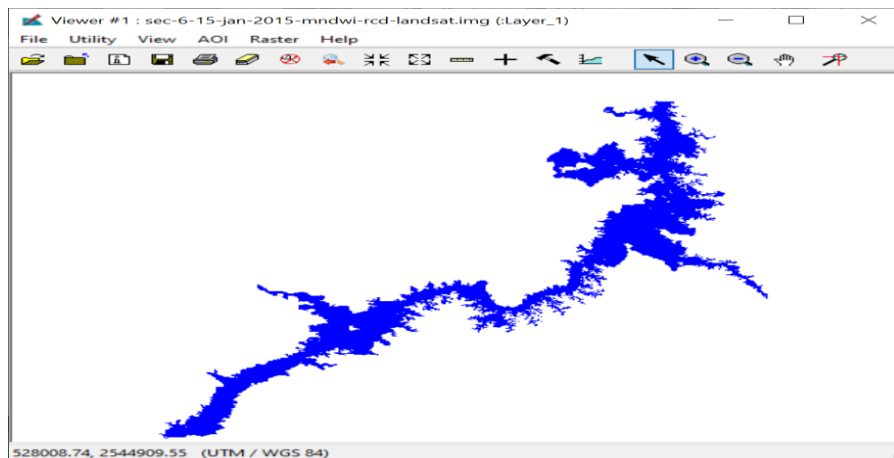 Viewer #1 : sec-6-15-jan-2015-mndwi-rcd-landsat.img (:Layer_1)
File Utility View AOI Raster Help
528008.74, 2544909.55 (UTM / WGS 84)